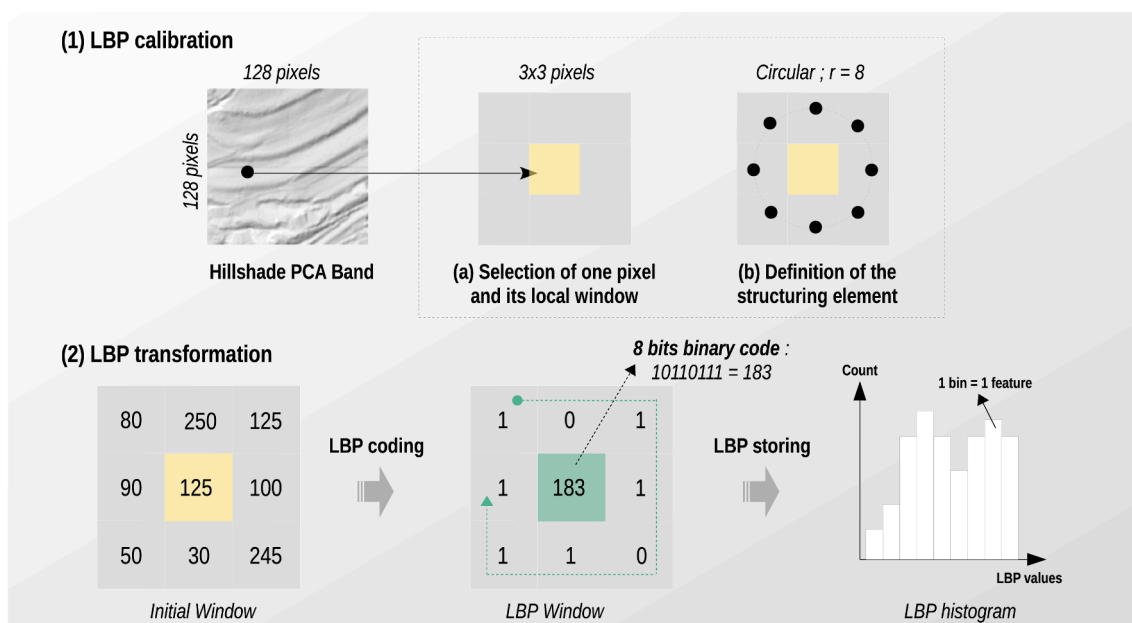 (1) LBP calibration
128 pixels
3x3 pixels
Circular ; r = 8
128 pixels
Hillshade PCA Band
(a) Selection of one pixel
and its local window
(b) Definition of the
structuring element
(2) LBP transformation
8 bits binary code :
10110111 = 183
Count
1 bin = 1 feature
80 250 125
1 0 1
LBP coding
LBP storing
90 125 100
1 183 1
50 30 245
1 1 0
LBP values
Initial Window
LBP Window
LBP histogram